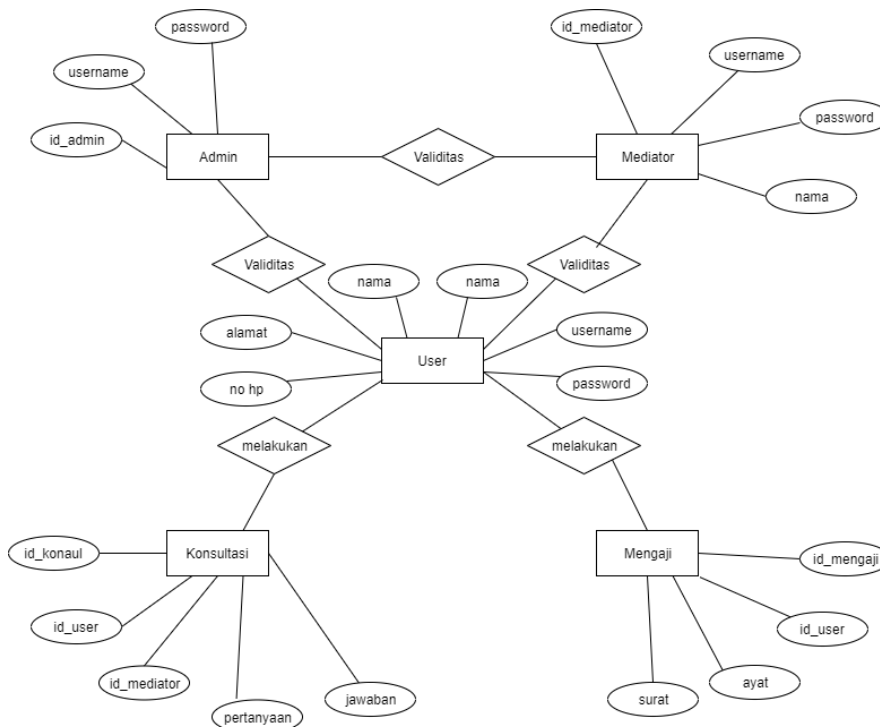 password
id_mediator
username
username
id_admin
password
Admin
Validitas
Mediator
nama
Validitas
nama
nama
Validitas
alamat
username
User
no hp
password
melakukan
melakukan
id_konaul
Konsultasi
Mengaji
id_mengaji
id_user
id_user
id_mediator
ayat
jawaban
surat
pertanyaan